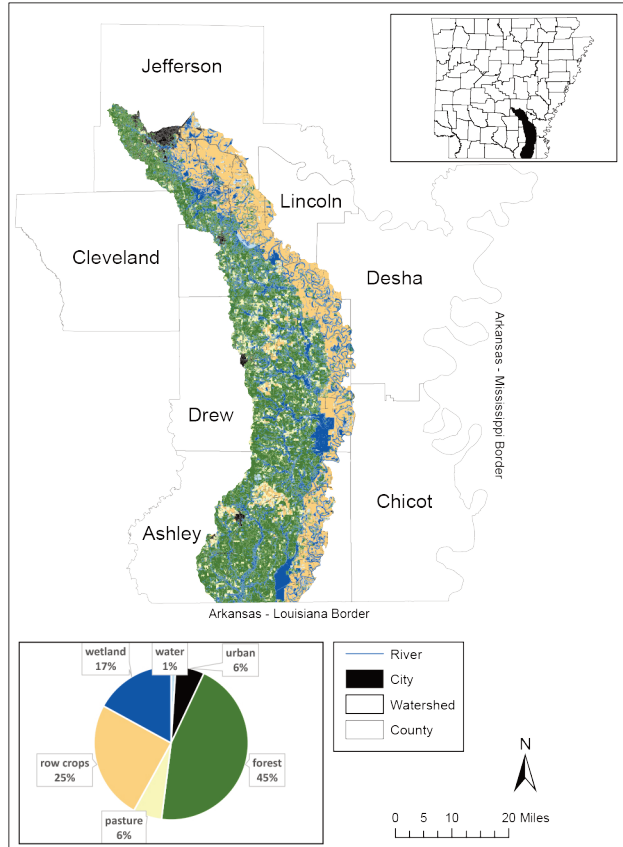 Jefferson
Lincoln
Cleveland
Desha
Arkansas - Mississippi Border
Drew
Chicot
Ashley
Arkansas - Louisiana Border
wetland
17%
water
1%
urban
6%
row crops
25%
forest
45%
pasture
6%
River
City
Watershed
County
N
0 5 10 20 Miles